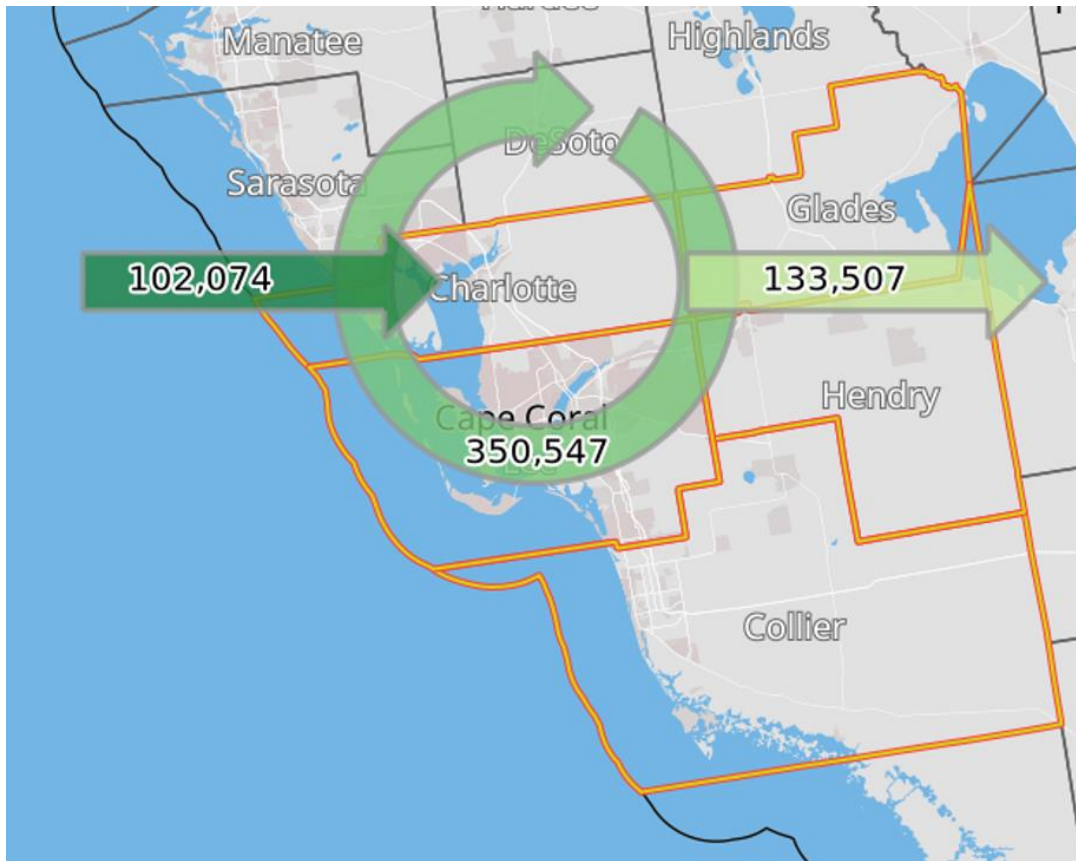 Manatee
Highlands
DeSoto
Sarasota
Glades
102,074
133,507
Charlotte
Hendry
Cape Coral
350,547
Collier